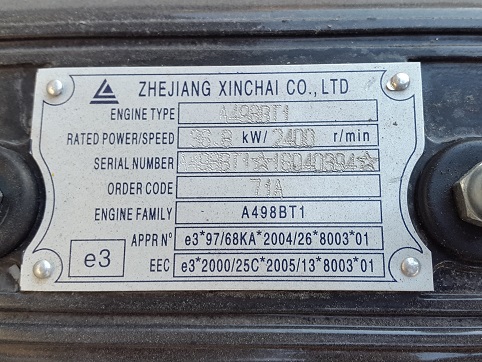 ZHEJIANG XINCHAI CO.,LTD
ENGINE TYPE A498BT1
RATED POWER/SPEED kW/ 2400 r/min
SERIAL NUMBER
ORDER CODE 71A
ENGINE FAMILY A498BT1
APPR Nº e3*97/68KA*2004/26*8003*01
e3 EEC e3*2000/25C*2005/13*8003*01